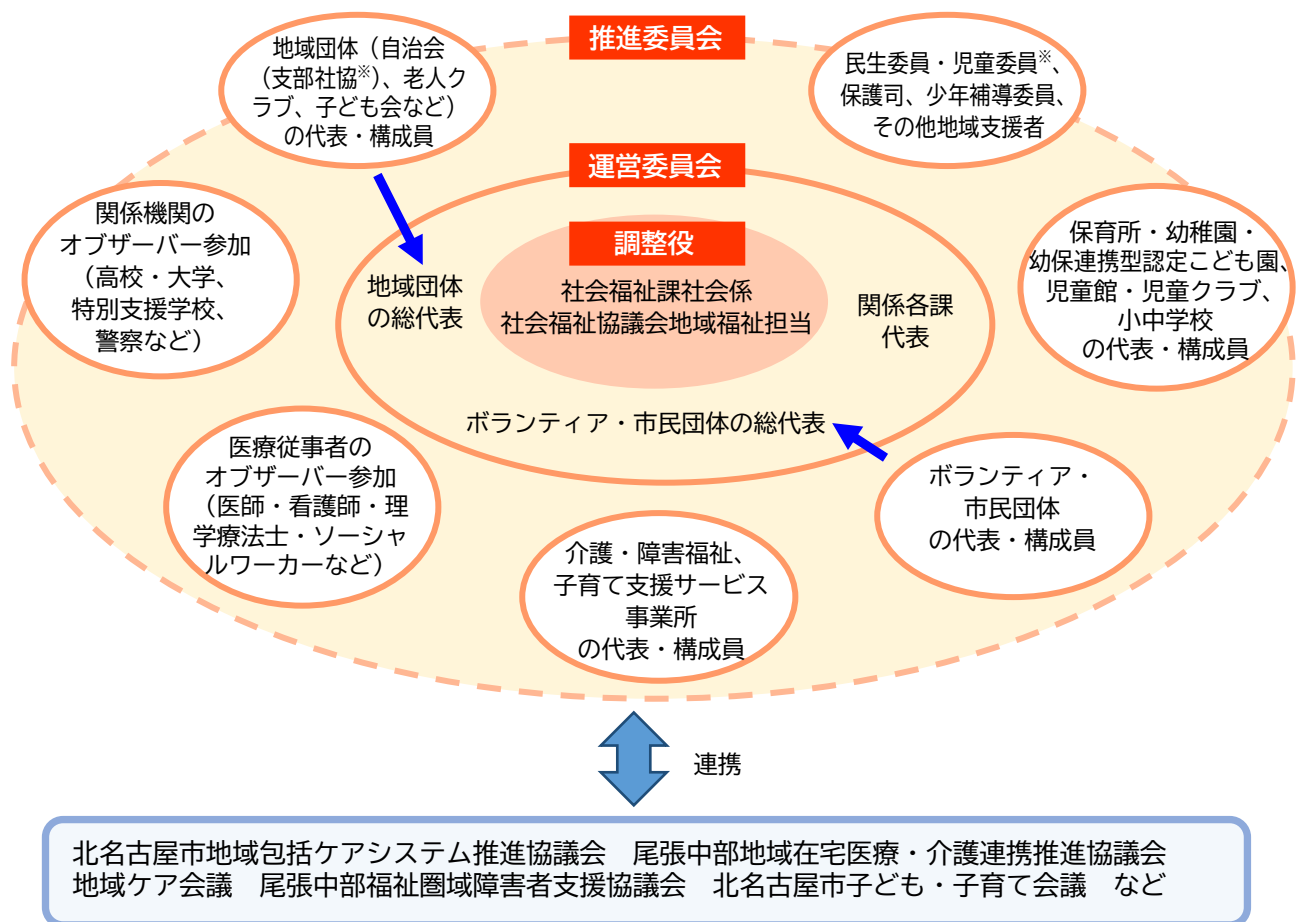 推進委員会
地域団体（自治会
（支部社協※）、老人ク
ラブ、子ども会など）
の代表・構成員
民生委員・児童委員※、
保護司、少年補導委員、
その他地域支援者
運営委員会
関係機関の
オブザーバー参加
（高校・大学、
特別支援学校、
警察など）
地域団体
の総代表
調整役
社会福祉課社会係
社会福祉協議会地域福祉担当
関係各課
代表
保育所・幼稚園・
幼保連携型認定こども園、
児童館・児童クラブ、
小中学校
の代表・構成員
ボランティア・市民団体の総代表
医療従事者の
オブザーバー参加
（医師・看護師・理
学療法士・ソーシャ
ルワーカーなど）
介護・障害福祉、
子育て支援サービス
事業所
の代表・構成員
ボランティア・
市民団体
の代表・構成員
連携
北名古屋市地域包括ケアシステム推進協議会　尾張中部地域在宅医療・介護連携推進協議会
地域ケア会議　尾張中部福祉圏域障害者支援協議会　北名古屋市子ども・子育て会議　など